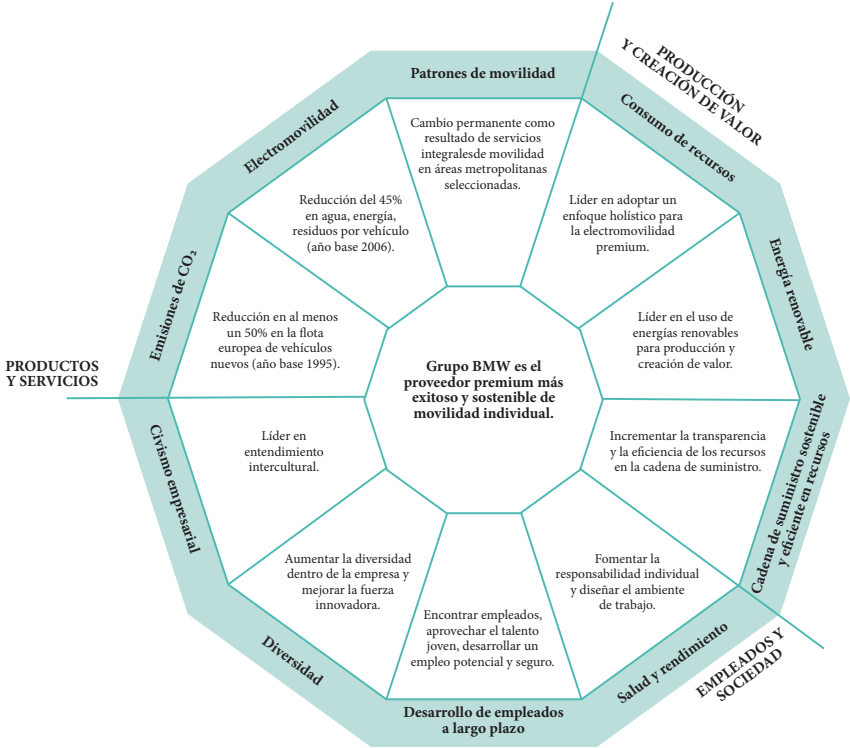 PRODUCCIÓN
Y CREACIÓN DE VALOR
Patrones de movilidad
Cambio permanente como
resultado de servicios
integralesde movilidad
en áreas metropolitanas
seleccionadas.
Consumo de recursos
Líder en adoptar un
enfoque holístico para
la electromovilidad
premium.
Energía renovable
Líder en el uso de
energías renovables
para producción y
creación de valor.
Cadena de suministro sostenible
y eficiente en recursos
Incrementar la transparencia
y la eficiencia de los recursos
en la cadena de suministro.
EMPLEADOS Y
SOCIEDAD
Salud y rendimiento
Fomentar la
responsabilidad individual
y diseñar el ambiente
de trabajo.
Desarrollo de empleados
a largo plazo
Encontrar empleados,
aprovechar el talento
joven, desarrollar un
empleo potencial y seguro.
Diversidad
Aumentar la diversidad
dentro de la empresa y
mejorar la fuerza
innovadora.
Civismo empresarial
Líder en
entendimiento
intercultural.
PRODUCTOS
Y SERVICIOS
Emisiones de CO₂
Reducción en al menos
un 50% en la flota
europea de vehículos
nuevos (año base 1995).
Electromovilidad
Reducción del 45%
en agua, energía,
residuos por vehículo
(año base 2006).
Grupo BMW es el
proveedor premium más
exitoso y sostenible de
movilidad individual.